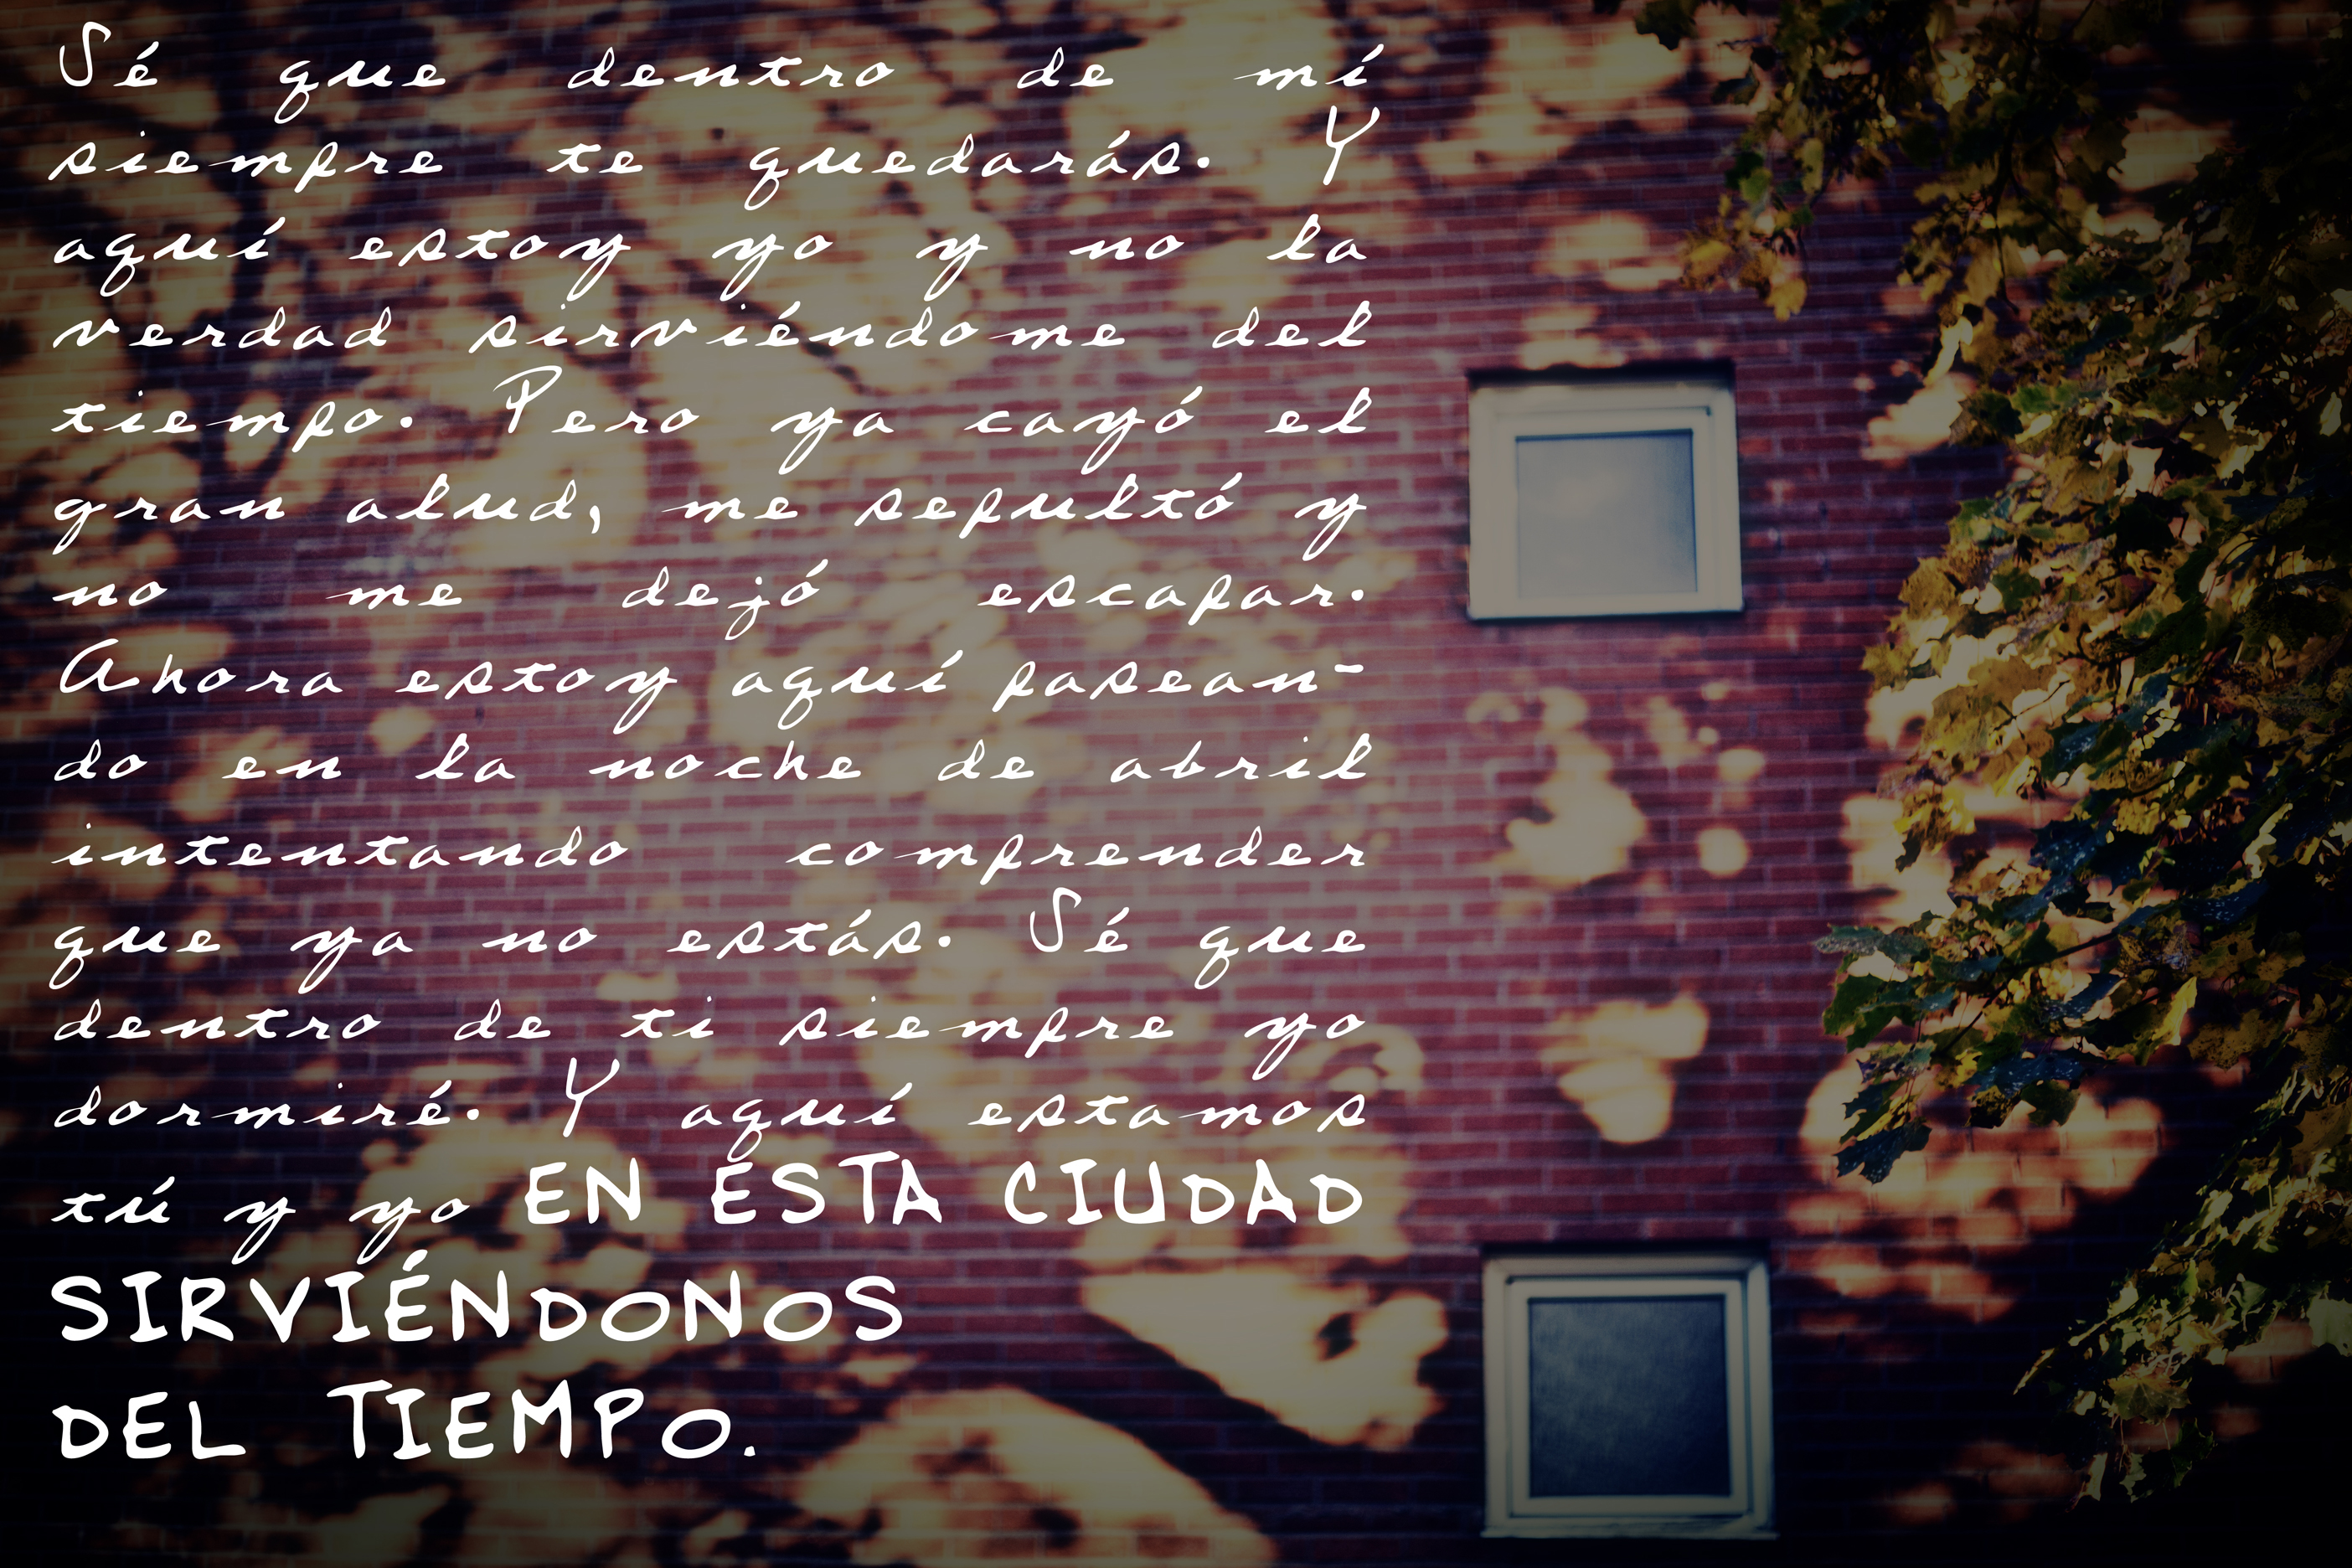 Sé que dentro de mí
siempre te quedarás. Y
aquí estoy yo y no la
verdad sirviéndome del
tiempo. Pero ya cayó el
gran alud, me sepultó y
no me dejó escapar.
Ahora estoy aquí pasean-
do en la noche de abril
intentando comprender
que ya no estás. Sé que
dentro de ti siempre yo
dormiré. Y aquí estamos
tú y yo EN ESTA CIUDAD
SIRVIÉNDONOS
DEL TIEMPO.